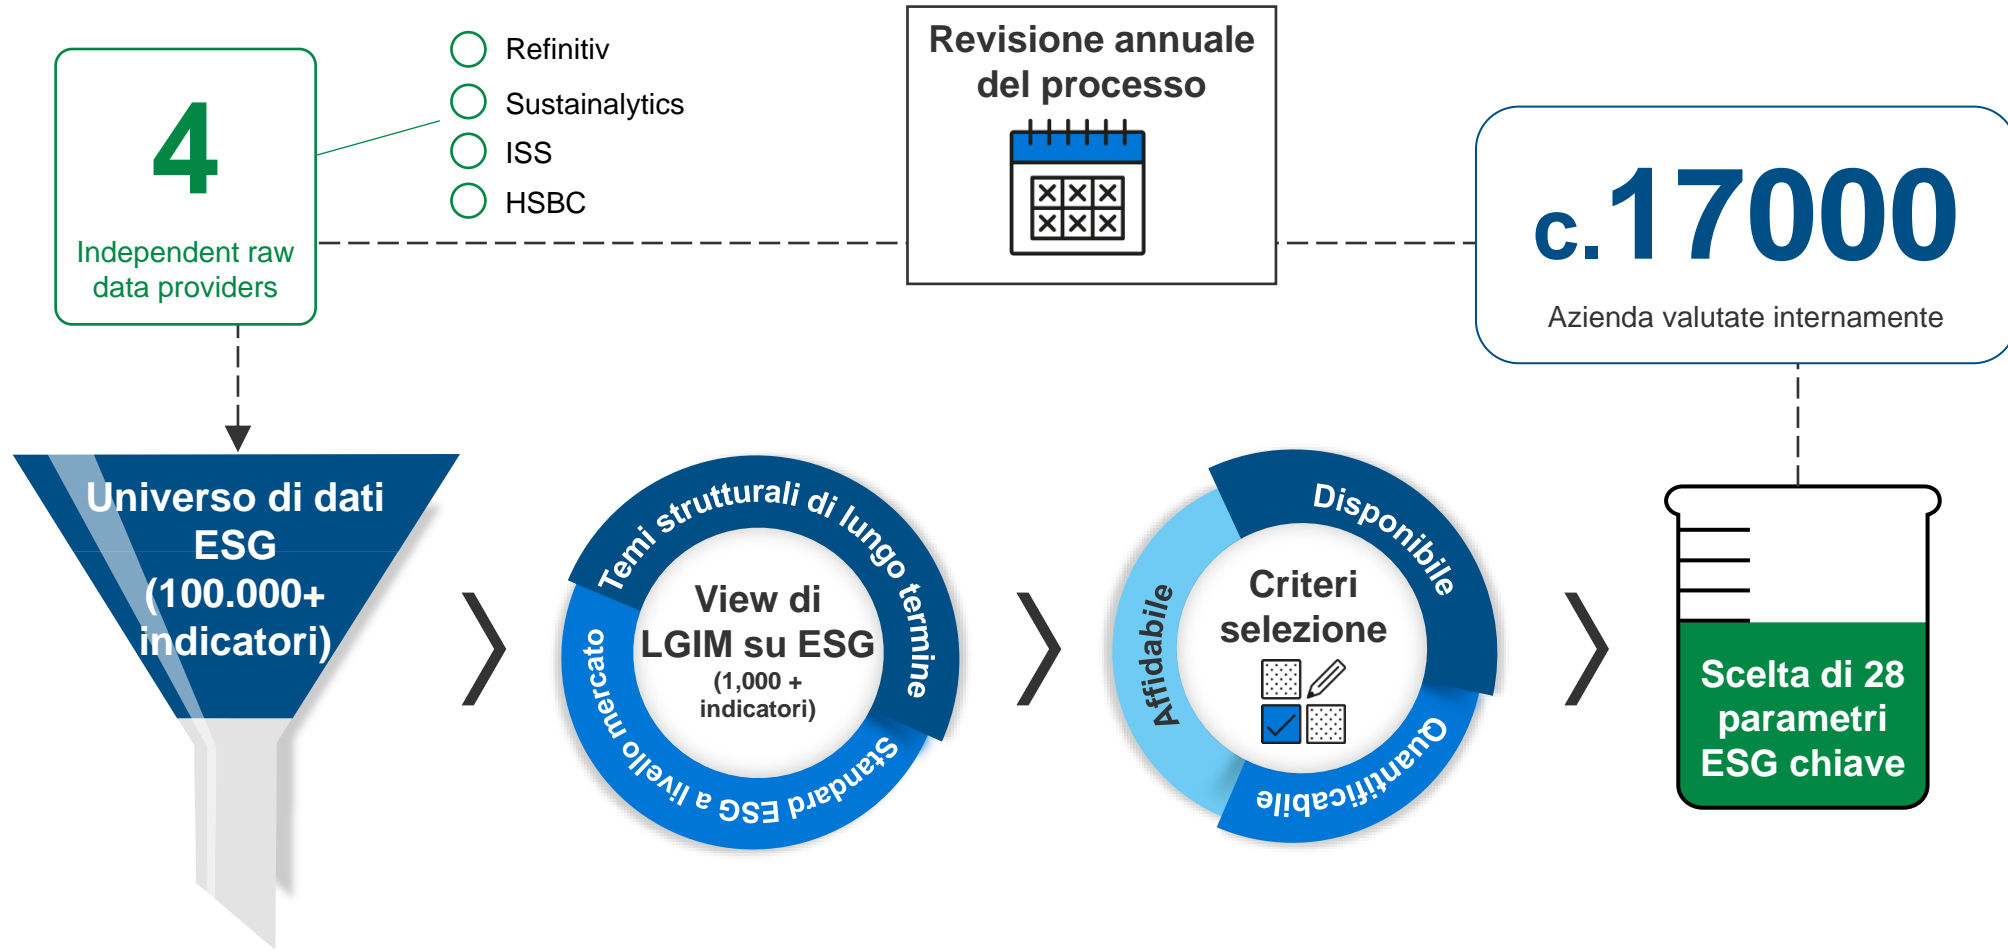 4
Independent raw
data providers
Refinitiv
Sustainalytics
ISS
HSBC
Revisione annuale
del processo
c.17000
Azienda valutate internamente
Universo di dati
ESG
(100.000+
indicatori)
Temi strutturali di lungo termine
View di
LGIM su ESG
(1,000 +
indicatori)
Standard ESG a livello mercato
Disponibile
Affidabile
Criteri
selezione
Quantificabile
Scelta di 28
parametri
ESG chiave